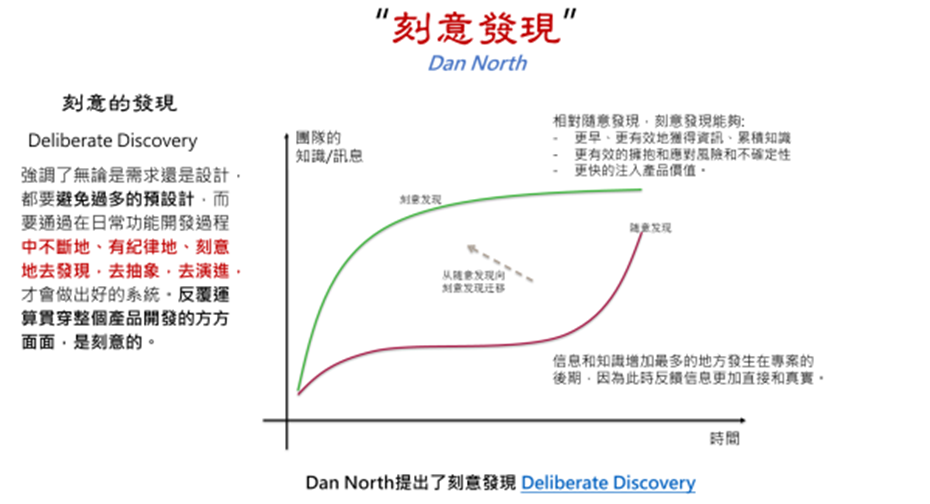 “刻意發現”
Dan North
刻意的發現
Deliberate Discovery
強調了無論是需求還是設計，
都要避免過多的預設計，而
要通過在日常功能開發過程
中不斷地、有紀律地、刻意
地去發現，去抽象，去演進，
才會做出好的系統。反覆運
算貫穿整個產品開發的方方
面面，是刻意的。
團隊的
知識/訊息
相對隨意發現，刻意發現能夠:
- 更早、更有效地獲得資訊、累積知識
- 更有效的擁抱和應對風險和不確定性
- 更快的注入產品價值。
刻意发现
随意发现
从随意发现向
刻意发现迁移
信息和知識增加最多的地方發生在專案的
後期，因為此時反饋信息更加直接和真實。
時間
Dan North提出了刻意發現 Deliberate Discovery